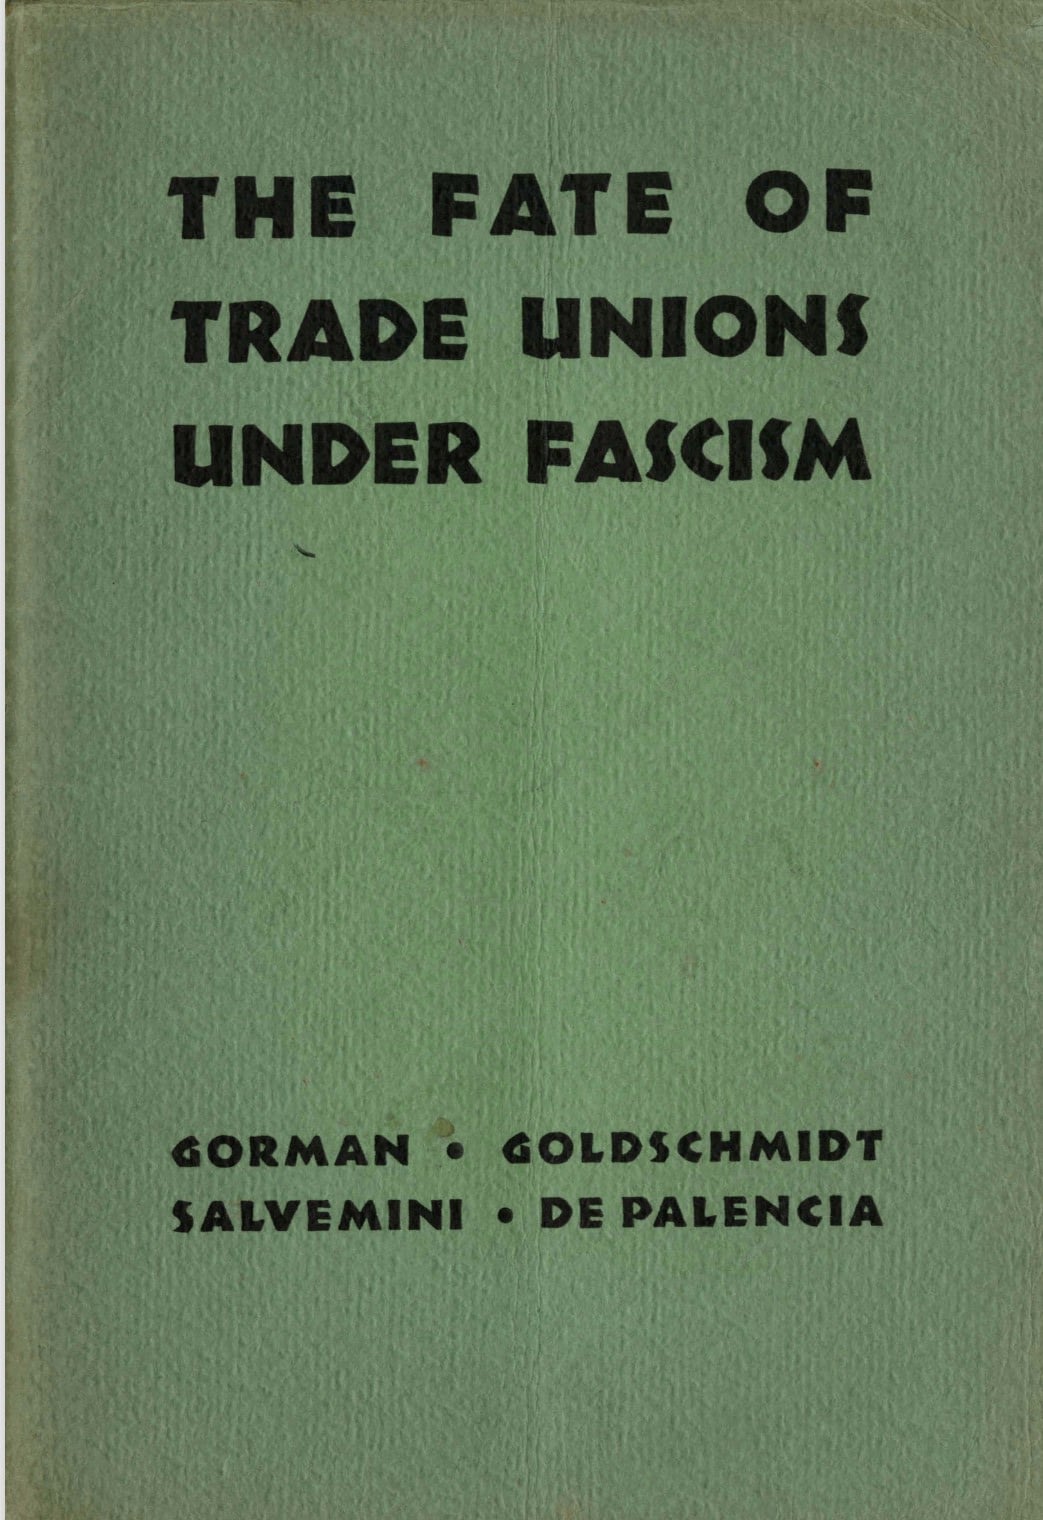 THE FATE OF
TRADE UNIONS
UNDER FASCISM
GORMAN • GOLDSCHMIDT
SALVEMINI • DE PALENCIA